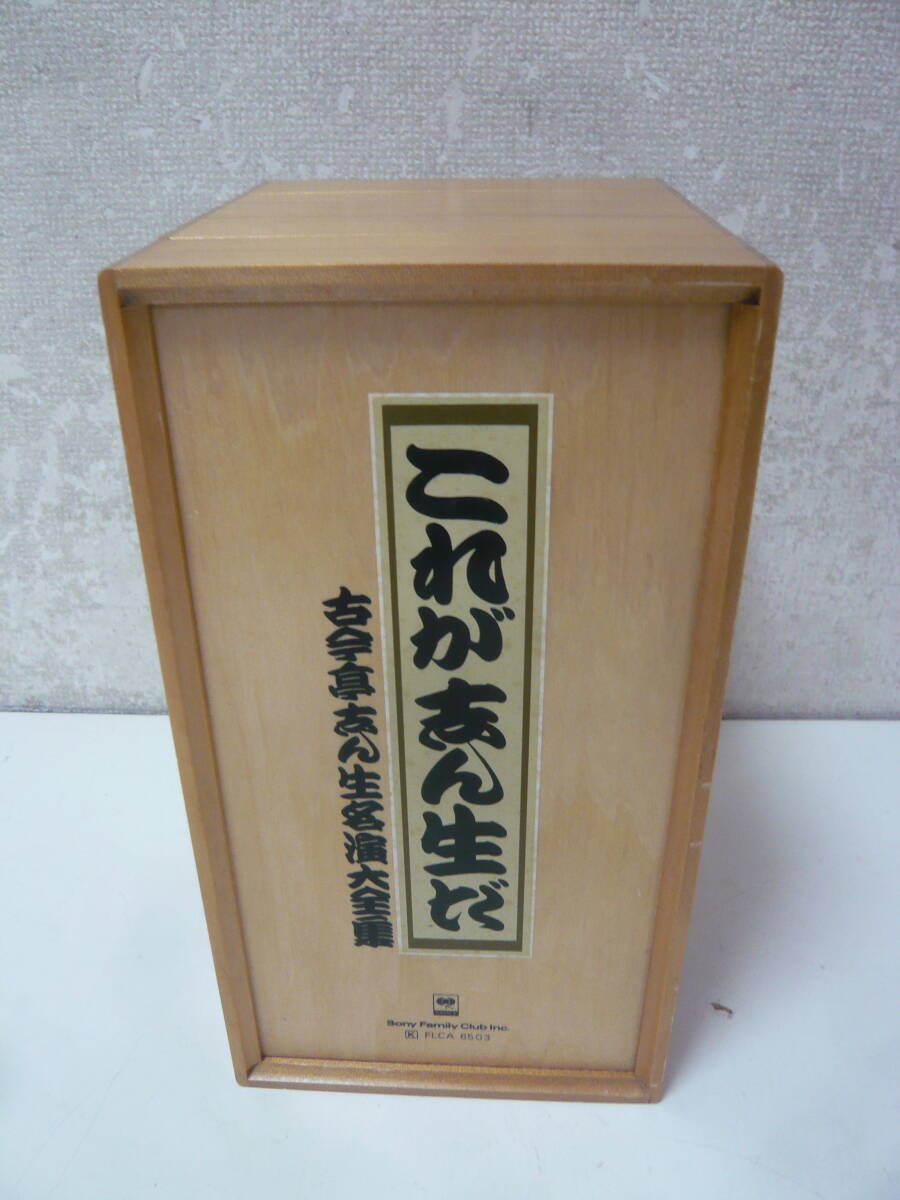 これが志ん生だ
古今亭志ん生名演大全集
Sony Family Club Inc.
K FLCA 6503